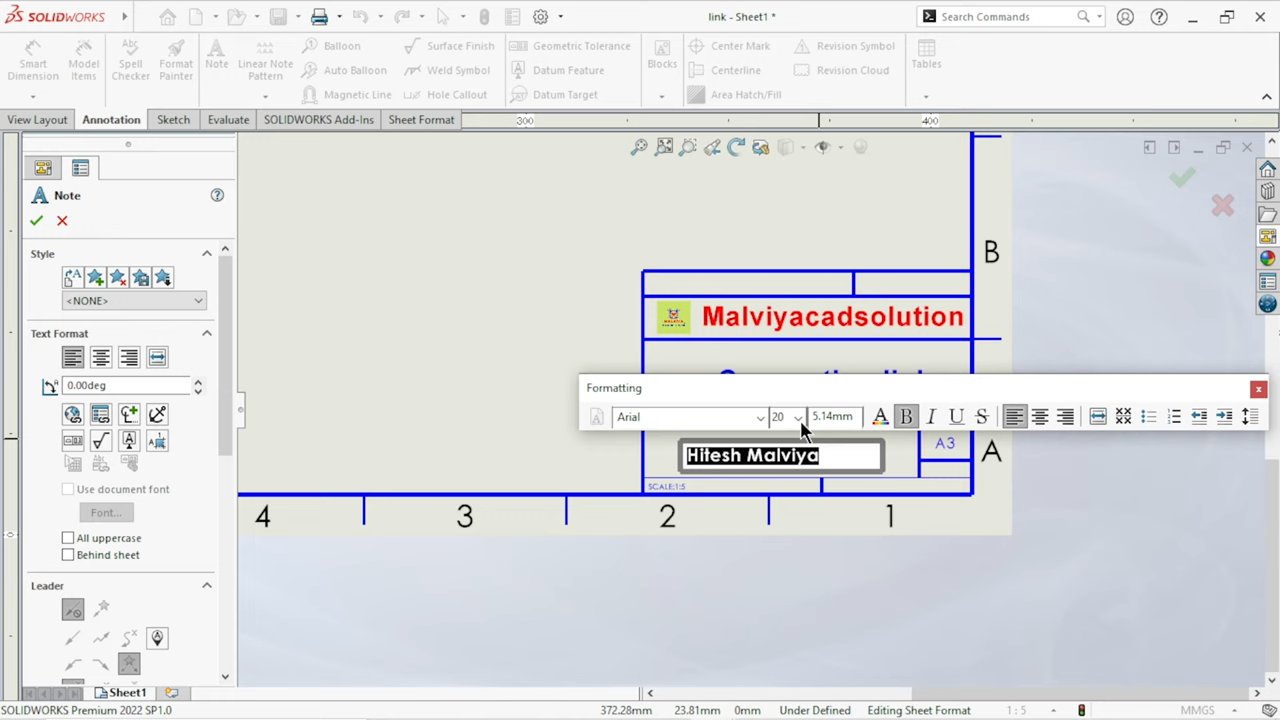 SOLIDWORKS
link - Sheet1 *
Search Commands
Smart Dimension
Model Items
Spell Checker
Format Painter
Note
Linear Note Pattern
Balloon
Auto Balloon
Magnetic Line
Surface Finish
Weld Symbol
Hole Callout
Geometric Tolerance
Datum Feature
Datum Target
Blocks
Center Mark
Centerline
Area Hatch/Fill
Revision Symbol
Revision Cloud
Tables
View Layout
Annotation
Sketch
Evaluate
SOLIDWORKS Add-Ins
Sheet Format
300
400
Note
Style
<NONE>
Text Format
0.00deg
Use document font
Font...
All uppercase
Behind sheet
Leader
B
Malviyacadsolution
Formatting
Arial
20
5.14mm
B I U S
Hitesh Malviya
A3
A
SCALE:1:5
4
3
2
1
Sheet1
SOLIDWORKS Premium 2022 SP1.0
372.28mm
23.81mm
0mm
Under Defined
Editing Sheet Format
1 : 5
MMGS